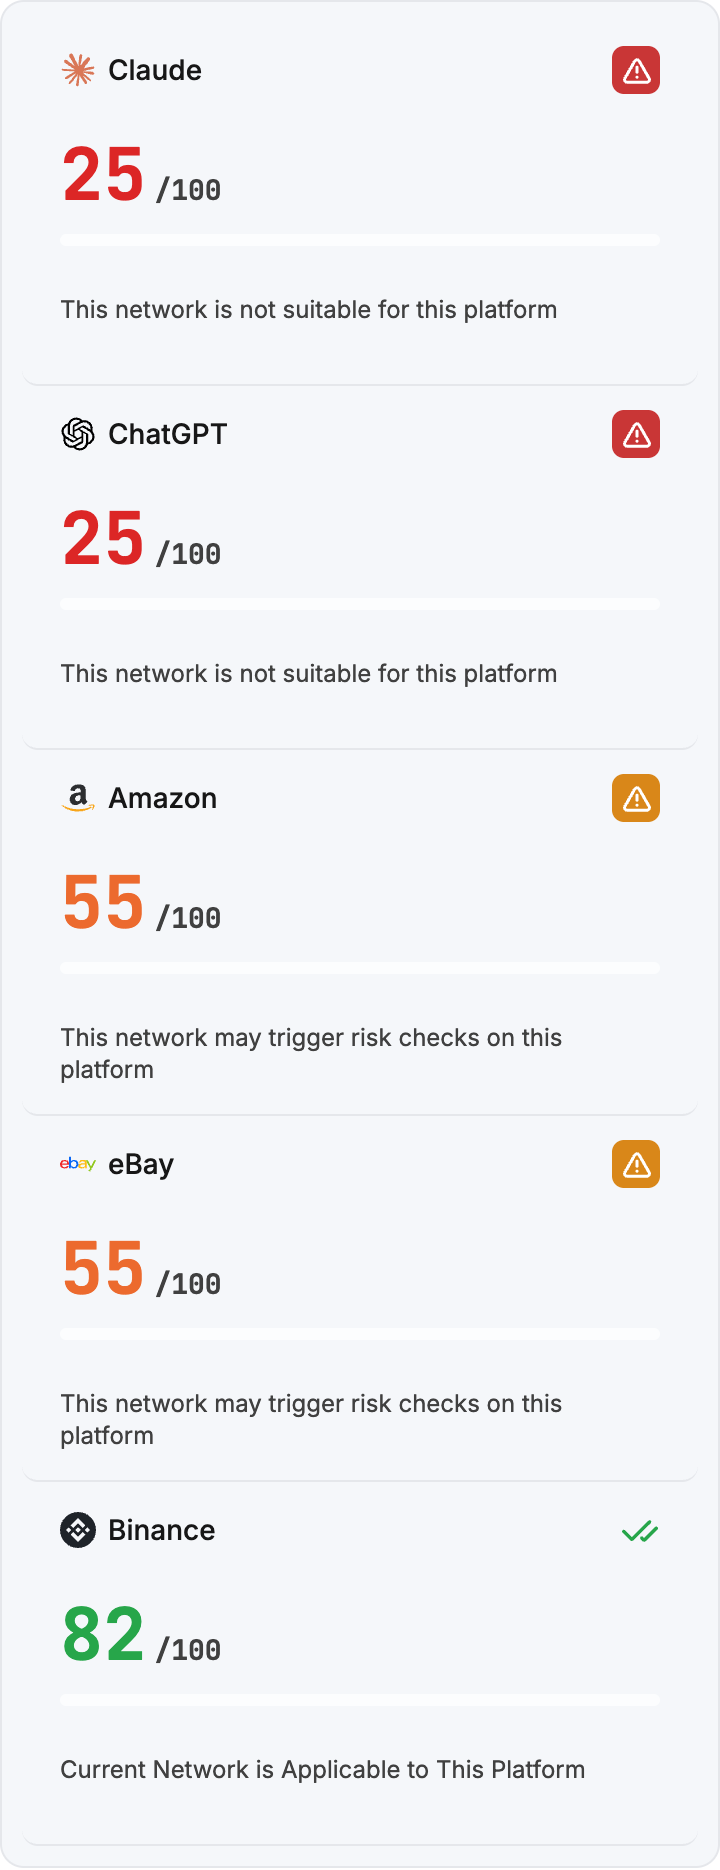 Claude
25 /100
This network is not suitable for this platform
ChatGPT
25 /100
This network is not suitable for this platform
a Amazon
55 /100
This network may trigger risk checks on this
platform
ebay eBay
55 /100
This network may trigger risk checks on this
platform
Binance
82 /100
Current Network is Applicable to This Platform